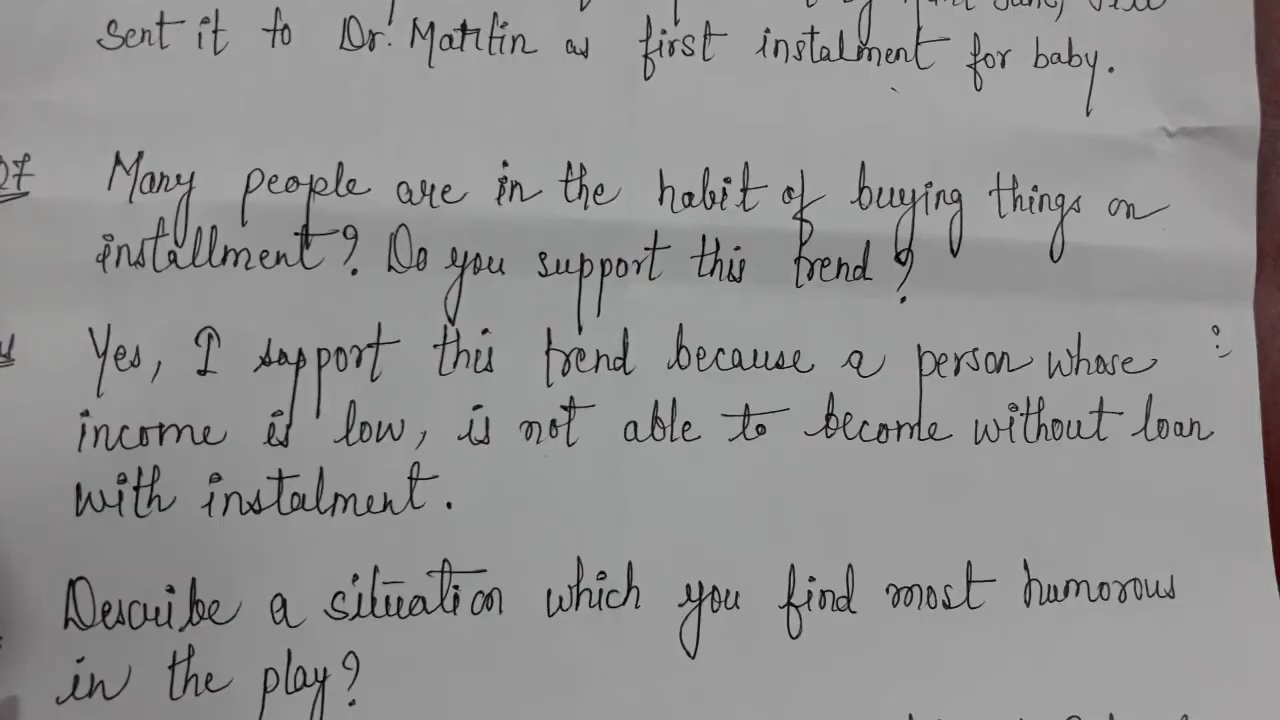 sent it to Dr. Martin as first instalment for baby.
Q7 Many people are in the habit of buying things on
installment? Do you support this trend?
Yes, I support this trend because a person whose
income is low, is not able to become without loan
with instalment.
Describe a situation which you find most humorous
in the play?